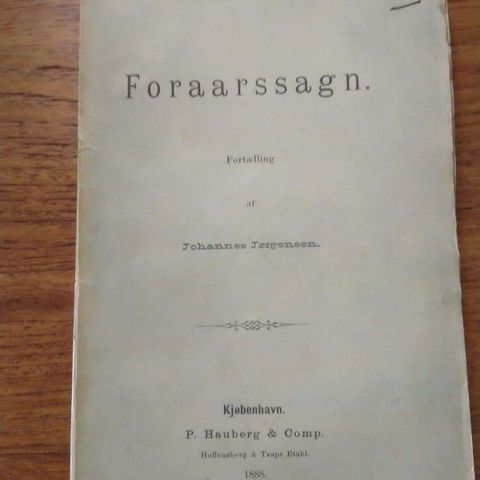 Foraarssagn.
Fortælling
af
Johannes Jørgensen.
Kjøbenhavn.
P. Hauberg & Comp.
Hoffensberg & Traps Etabl.
1888.